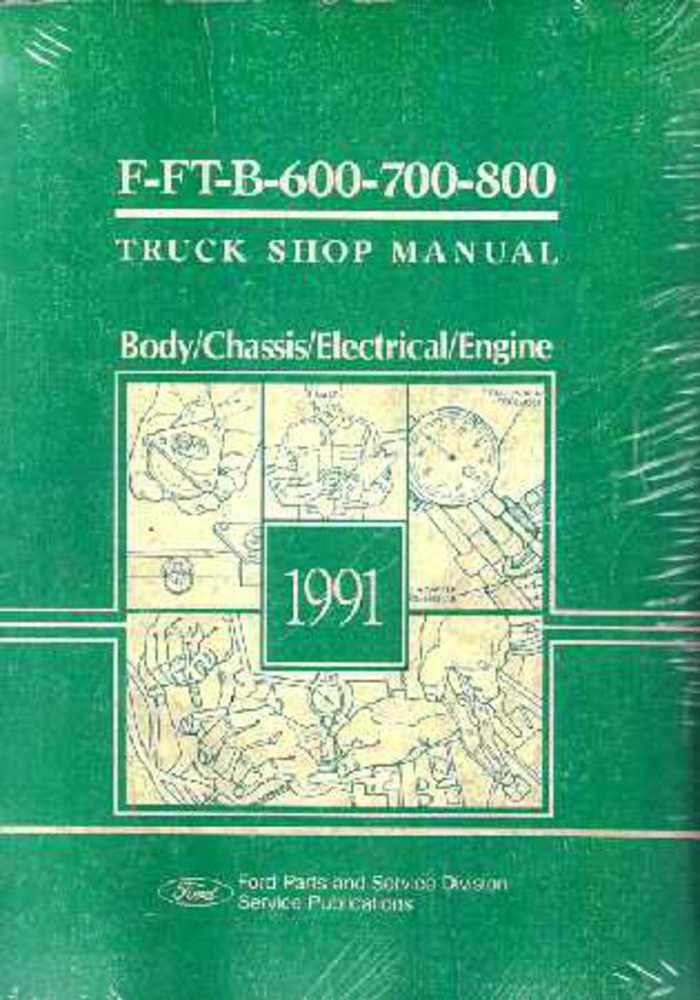 F-FT-B-600-700-800
TRUCK SHOP MANUAL
Body/Chassis/Electrical/Engine
1991
Ford
Ford Parts and Service Division
Service Publications